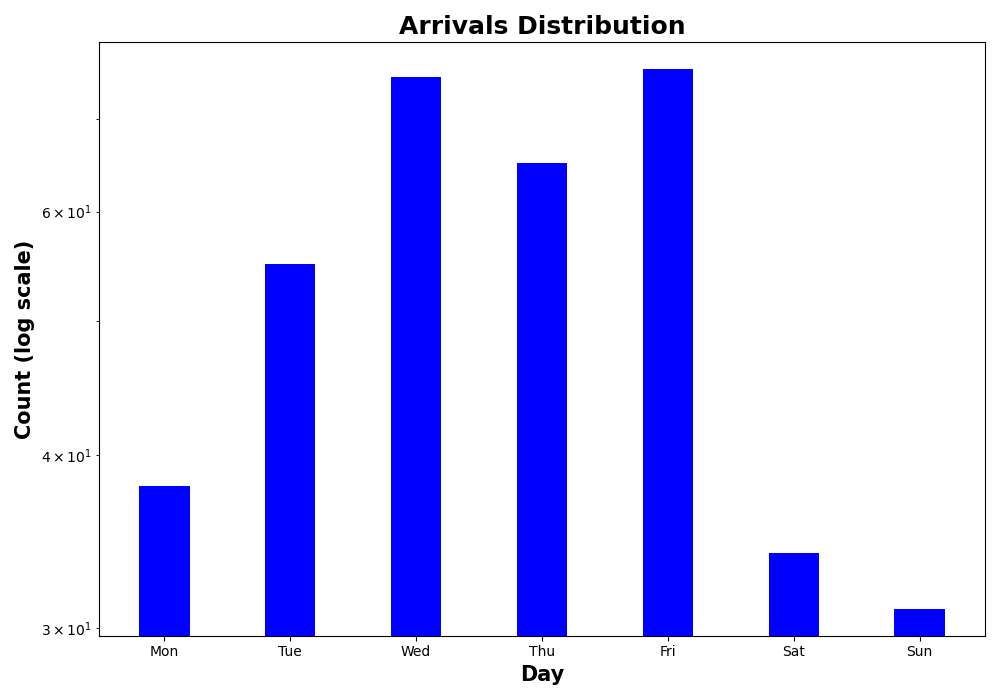 Arrivals Distribution
Count (log scale)
6 × 10¹
4 × 10¹
3 × 10¹
Mon Tue Wed Thu Fri Sat Sun
Day